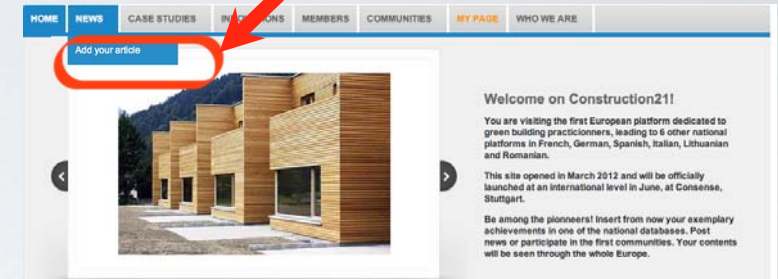 HOME NEWS CASE STUDIES INNOVATIONS MEMBERS COMMUNITIES MY PAGE WHO WE ARE
Add your article
Welcome on Construction21!
You are visiting the first European platform dedicated to
green building practicionners, leading to 6 other national
platforms in French, German, Spanish, Italian, Lithuanian
and Romanian.
This site opened in March 2012 and will be officially
launched at an international level in June, at Consense,
Stuttgart.
Be among the pionneers! Insert from now your exemplary
achievements in one of the national databases. Post
news or participate in the first communities. Your contents
will be seen through the whole Europe.